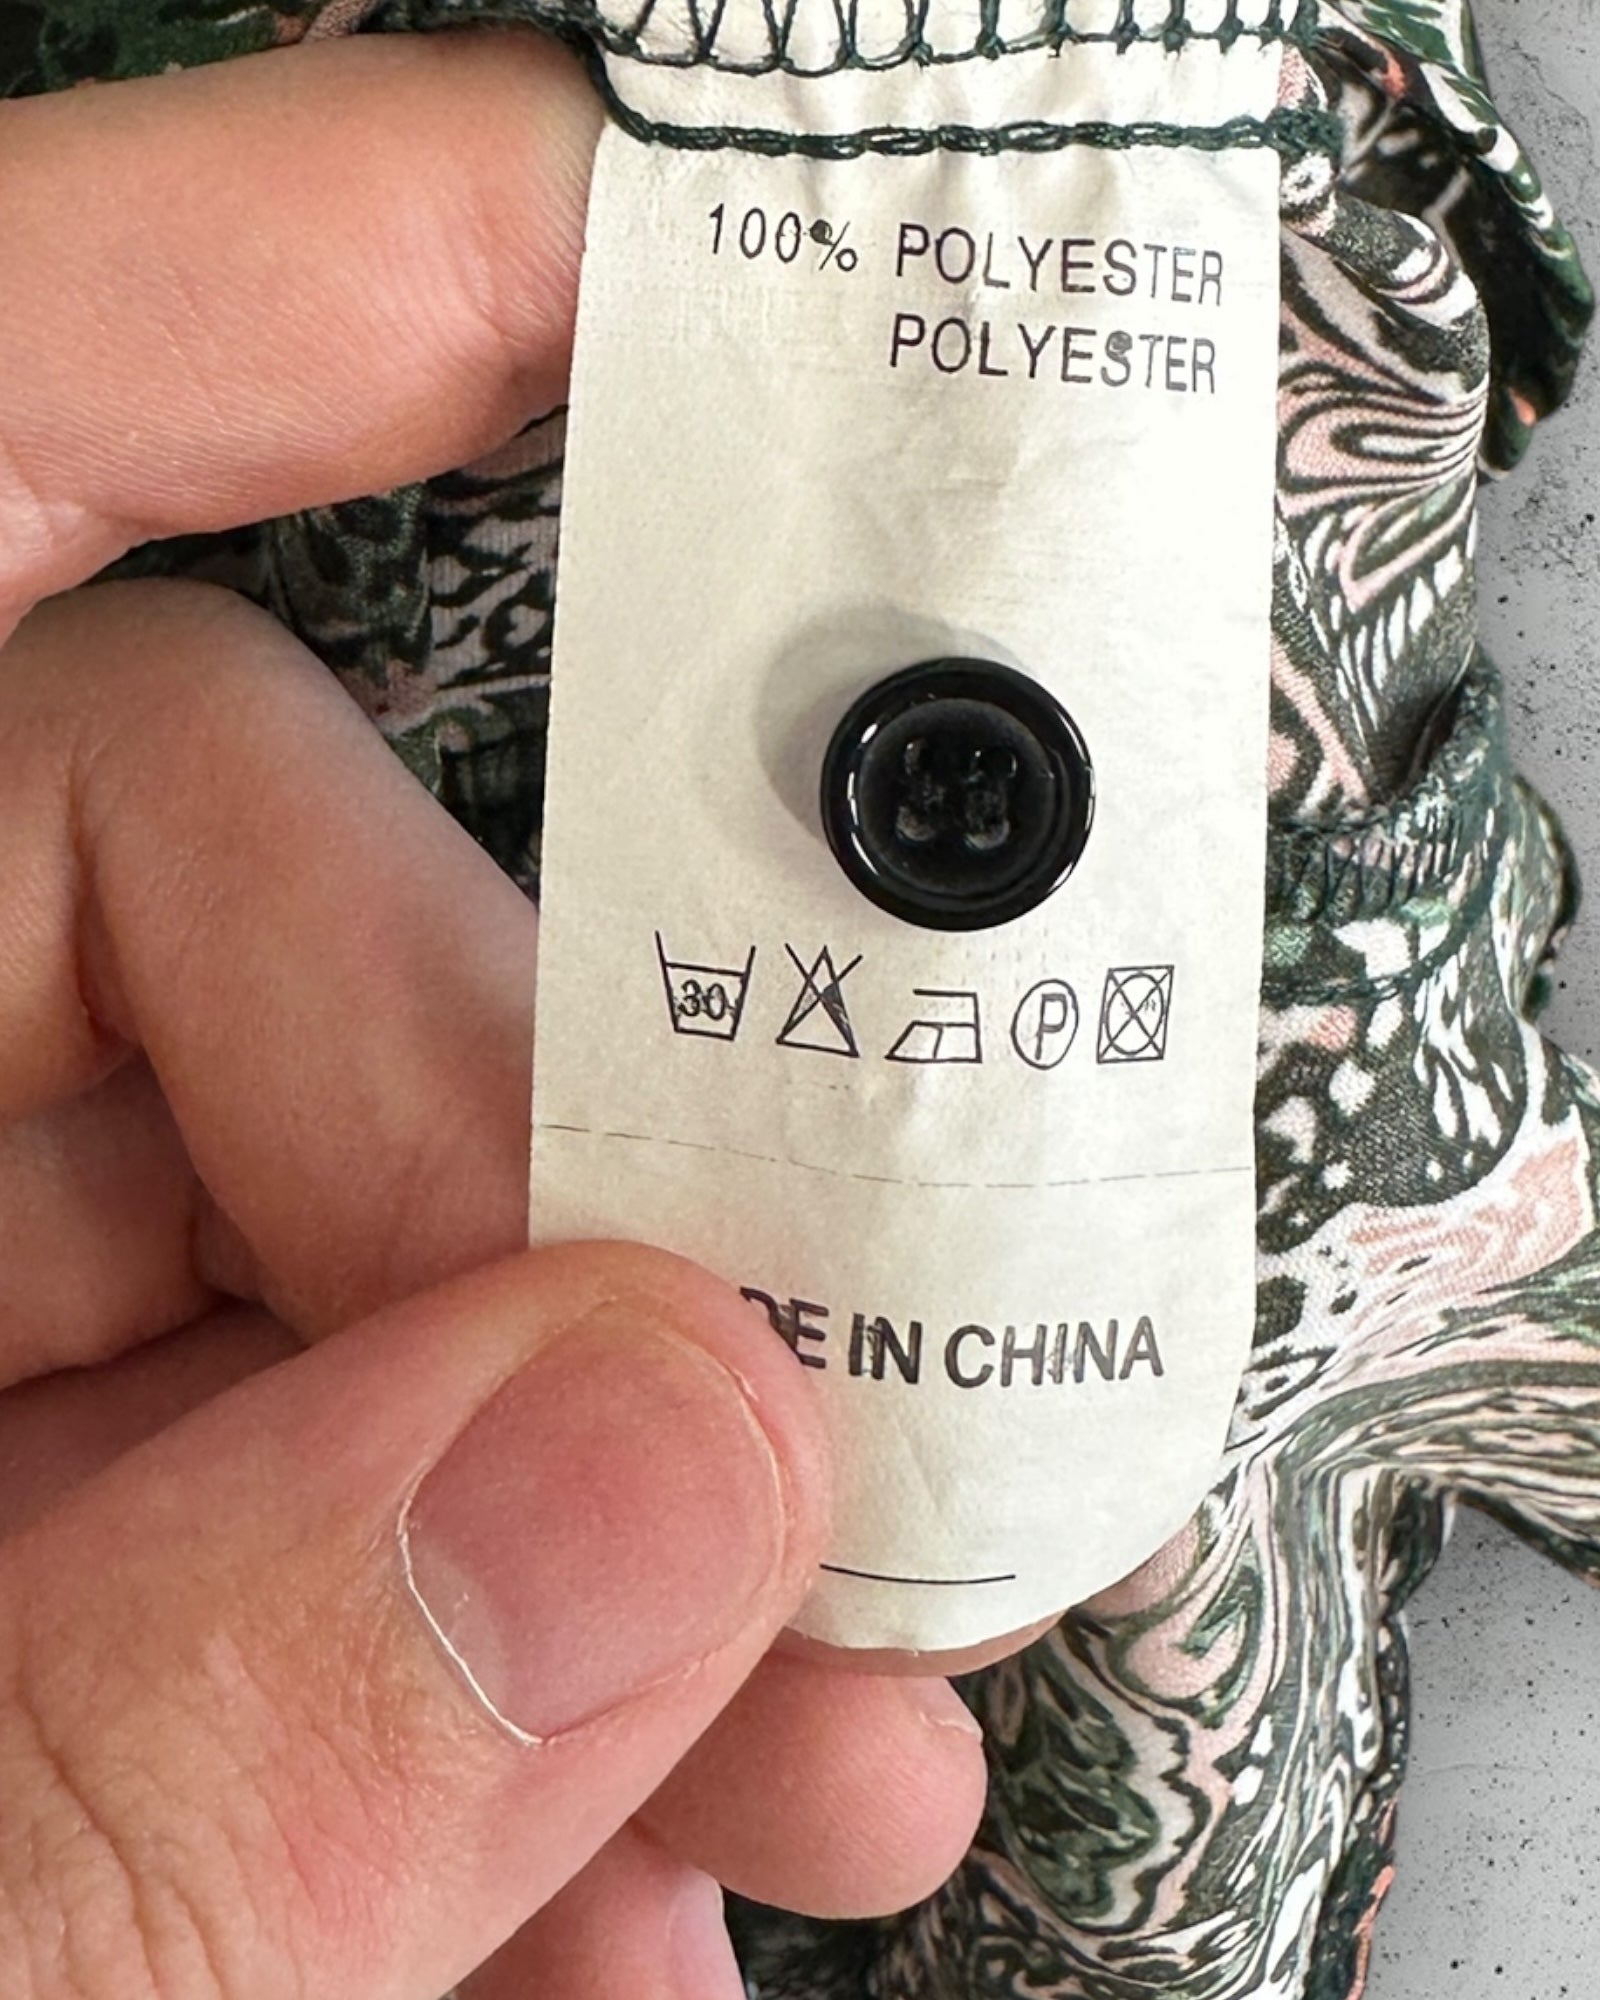 100% POLYESTER
POLYESTER
30
P
DE IN CHINA